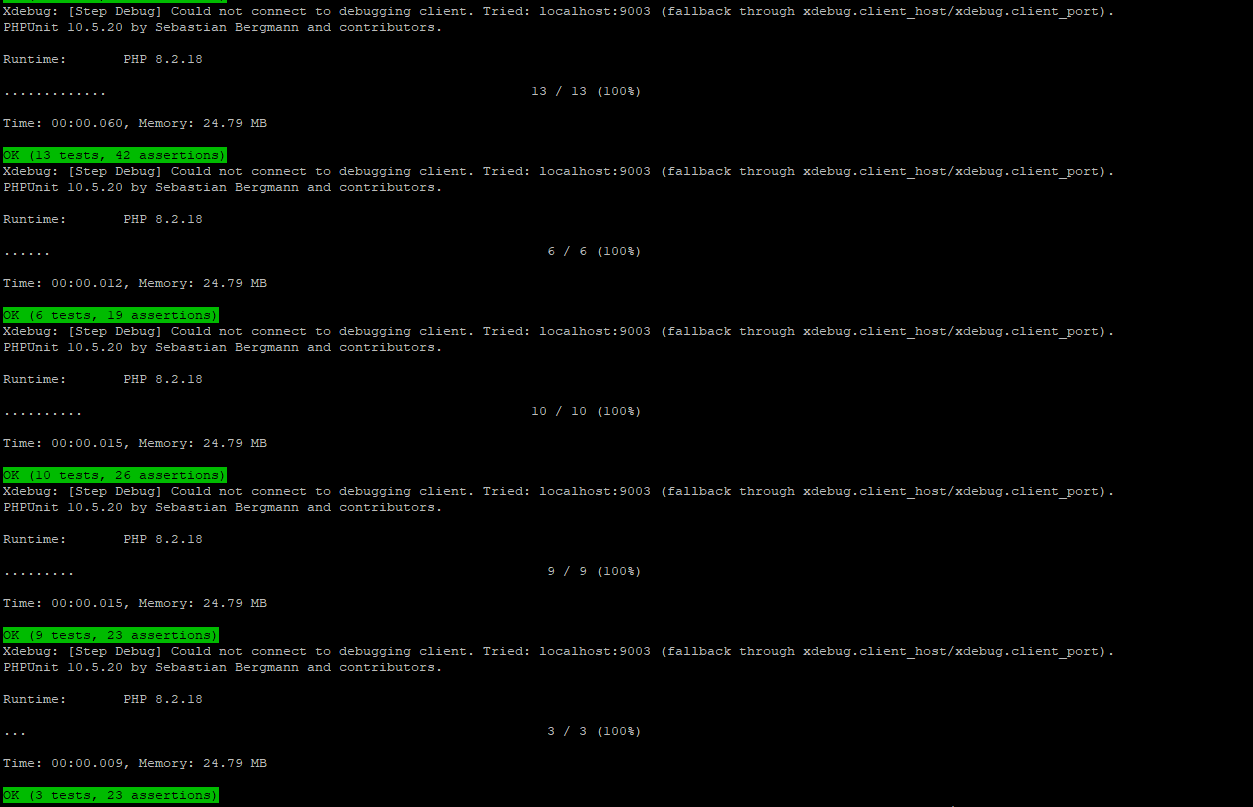 Xdebug: [Step Debug] Could not connect to debugging client. Tried: localhost:9003 (fallback through xdebug.client_host/xdebug.client_port).
PHPUnit 10.5.20 by Sebastian Bergmann and contributors.
Runtime:       PHP 8.2.18
.............                                                     13 / 13 (100%)
Time: 00:00.060, Memory: 24.79 MB
OK (13 tests, 42 assertions)
Xdebug: [Step Debug] Could not connect to debugging client. Tried: localhost:9003 (fallback through xdebug.client_host/xdebug.client_port).
PHPUnit 10.5.20 by Sebastian Bergmann and contributors.
Runtime:       PHP 8.2.18
......                                                              6 / 6 (100%)
Time: 00:00.012, Memory: 24.79 MB
OK (6 tests, 19 assertions)
Xdebug: [Step Debug] Could not connect to debugging client. Tried: localhost:9003 (fallback through xdebug.client_host/xdebug.client_port).
PHPUnit 10.5.20 by Sebastian Bergmann and contributors.
Runtime:       PHP 8.2.18
..........                                                        10 / 10 (100%)
Time: 00:00.015, Memory: 24.79 MB
OK (10 tests, 26 assertions)
Xdebug: [Step Debug] Could not connect to debugging client. Tried: localhost:9003 (fallback through xdebug.client_host/xdebug.client_port).
PHPUnit 10.5.20 by Sebastian Bergmann and contributors.
Runtime:       PHP 8.2.18
.........                                                           9 / 9 (100%)
Time: 00:00.015, Memory: 24.79 MB
OK (9 tests, 23 assertions)
Xdebug: [Step Debug] Could not connect to debugging client. Tried: localhost:9003 (fallback through xdebug.client_host/xdebug.client_port).
PHPUnit 10.5.20 by Sebastian Bergmann and contributors.
Runtime:       PHP 8.2.18
...                                                                 3 / 3 (100%)
Time: 00:00.009, Memory: 24.79 MB
OK (3 tests, 23 assertions)